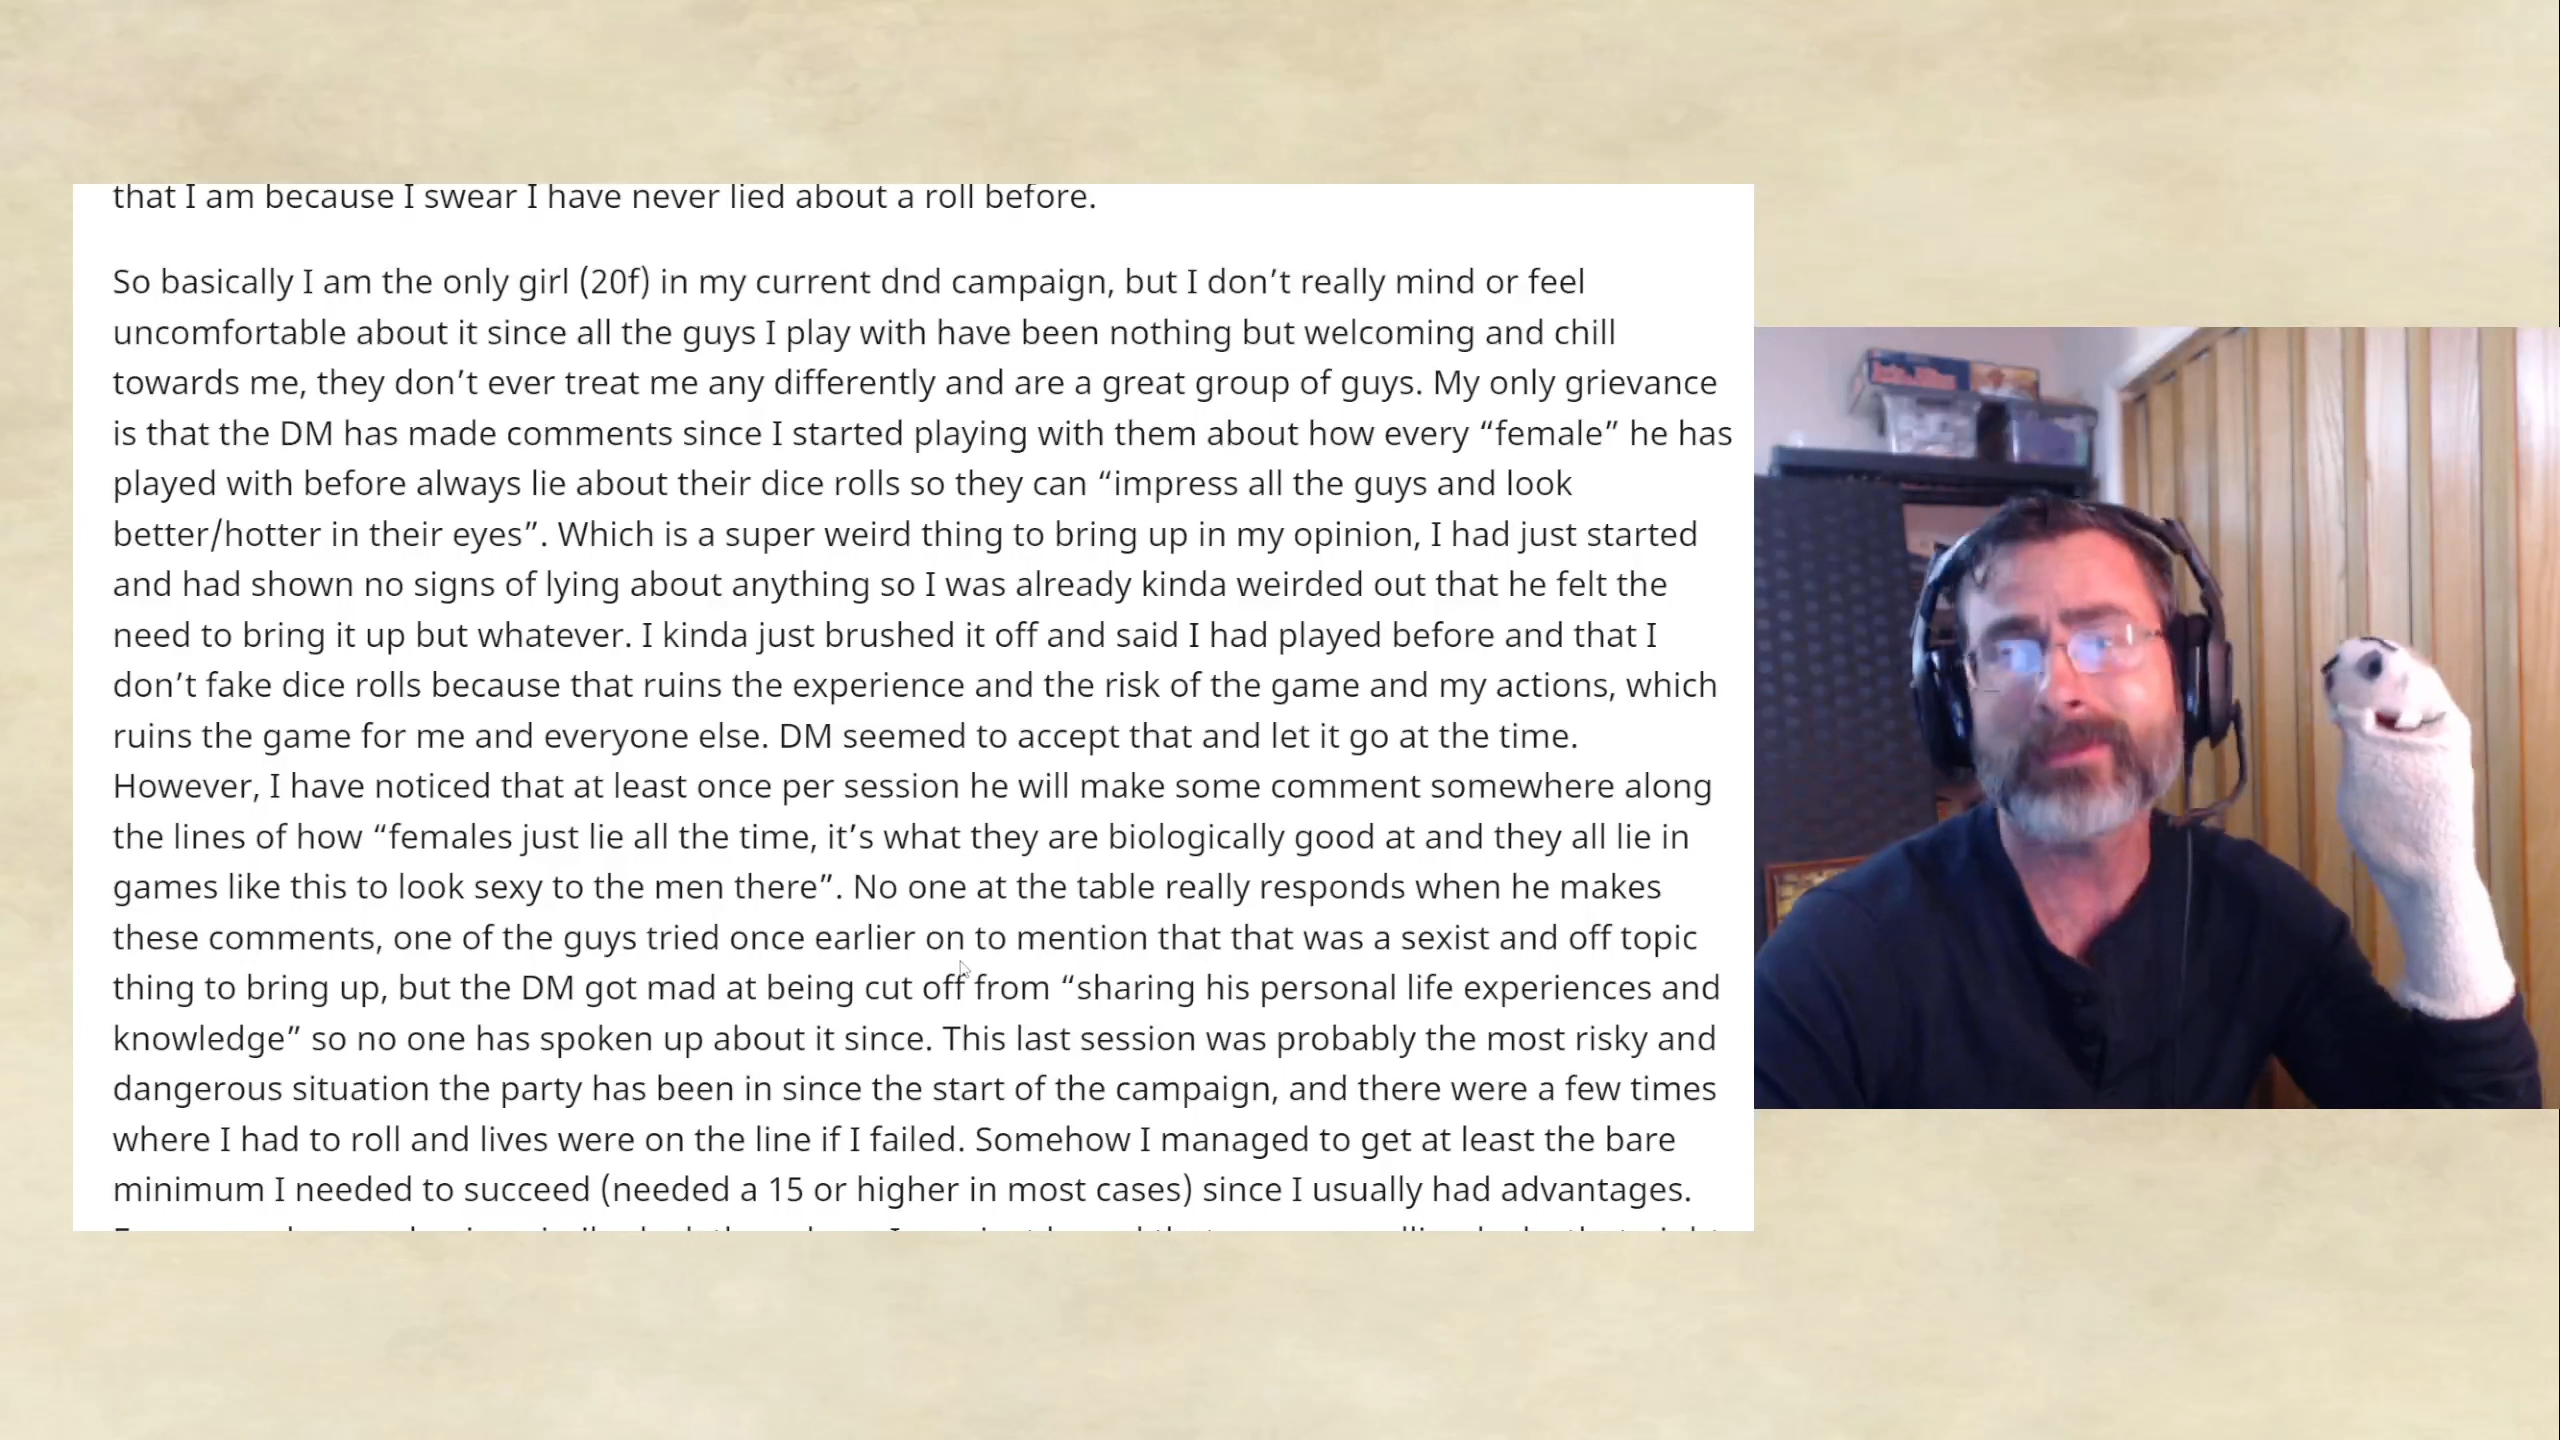 that I am because I swear I have never lied about a roll before.
So basically I am the only girl (20f) in my current dnd campaign, but I don’t really mind or feel
uncomfortable about it since all the guys I play with have been nothing but welcoming and chill
towards me, they don’t ever treat me any differently and are a great group of guys. My only grievance
is that the DM has made comments since I started playing with them about how every “female” he has
played with before always lie about their dice rolls so they can “impress all the guys and look
better/hotter in their eyes”. Which is a super weird thing to bring up in my opinion, I had just started
and had shown no signs of lying about anything so I was already kinda weirded out that he felt the
need to bring it up but whatever. I kinda just brushed it off and said I had played before and that I
don’t fake dice rolls because that ruins the experience and the risk of the game and my actions, which
ruins the game for me and everyone else. DM seemed to accept that and let it go at the time.
However, I have noticed that at least once per session he will make some comment somewhere along
the lines of how “females just lie all the time, it’s what they are biologically good at and they all lie in
games like this to look sexy to the men there”. No one at the table really responds when he makes
these comments, one of the guys tried once earlier on to mention that that was a sexist and off topic
thing to bring up, but the DM got mad at being cut off from “sharing his personal life experiences and
knowledge” so no one has spoken up about it since. This last session was probably the most risky and
dangerous situation the party has been in since the start of the campaign, and there were a few times
where I had to roll and lives were on the line if I failed. Somehow I managed to get at least the bare
minimum I needed to succeed (needed a 15 or higher in most cases) since I usually had advantages.